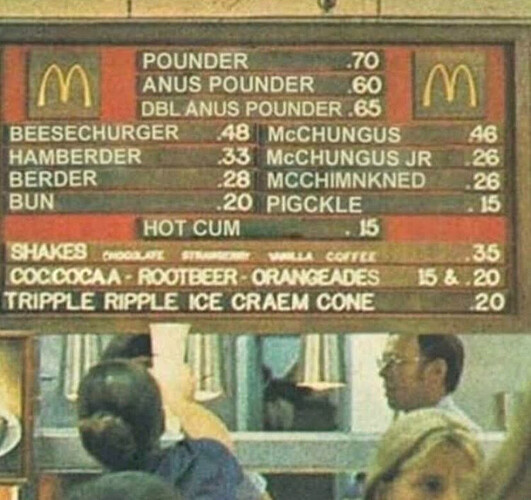 POUNDER .70
ANUS POUNDER .60
DBL ANUS POUNDER .65
BEESECHURGER .48 McCHUNGUS .46
HAMBERDER .33 McCHUNGUS JR .26
BERDER .28 MCCHIMNKNED .26
BUN .20 PIGCKLE .15
HOT CUM .15
SHAKES CHOCOLATE STRAWBERRY VANILLA COFFEE .35
COCCOCAA - ROOTBEER - ORANGEADES 15 & .20
TRIPPLE RIPPLE ICE CRAEM CONE .20